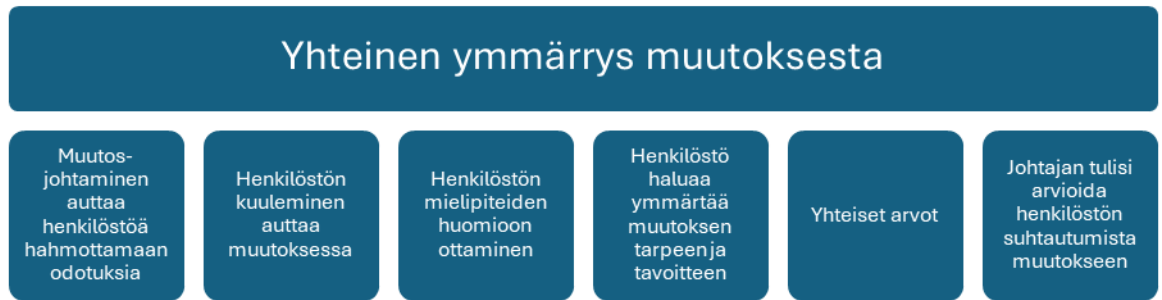 Yhteinen ymmärrys muutoksesta
Muutos-
johtaminen
auttaa
henkilöstöä
hahmottamaan
odotuksia
Henkilöstön
kuuleminen
auttaa
muutoksessa
Henkilöstön
mielipiteiden
huomioon
ottaminen
Henkilöstö
haluaa
ymmärtää
muutoksen
tarpeen ja
tavoitteen
Yhteiset arvot
Johtajan tulisi
arvioida
henkilöstön
suhtautumista
muutokseen